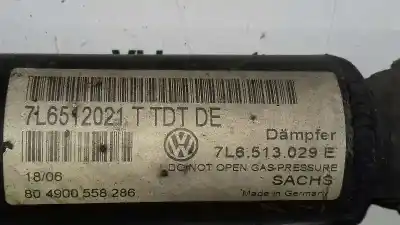 7L6512021 T TDT DE
Dämpfer
7L6.513.029 E
18/06
DO NOT OPEN GAS-PRESSURE
80 4900 558 286
SACHS
Made in Germany